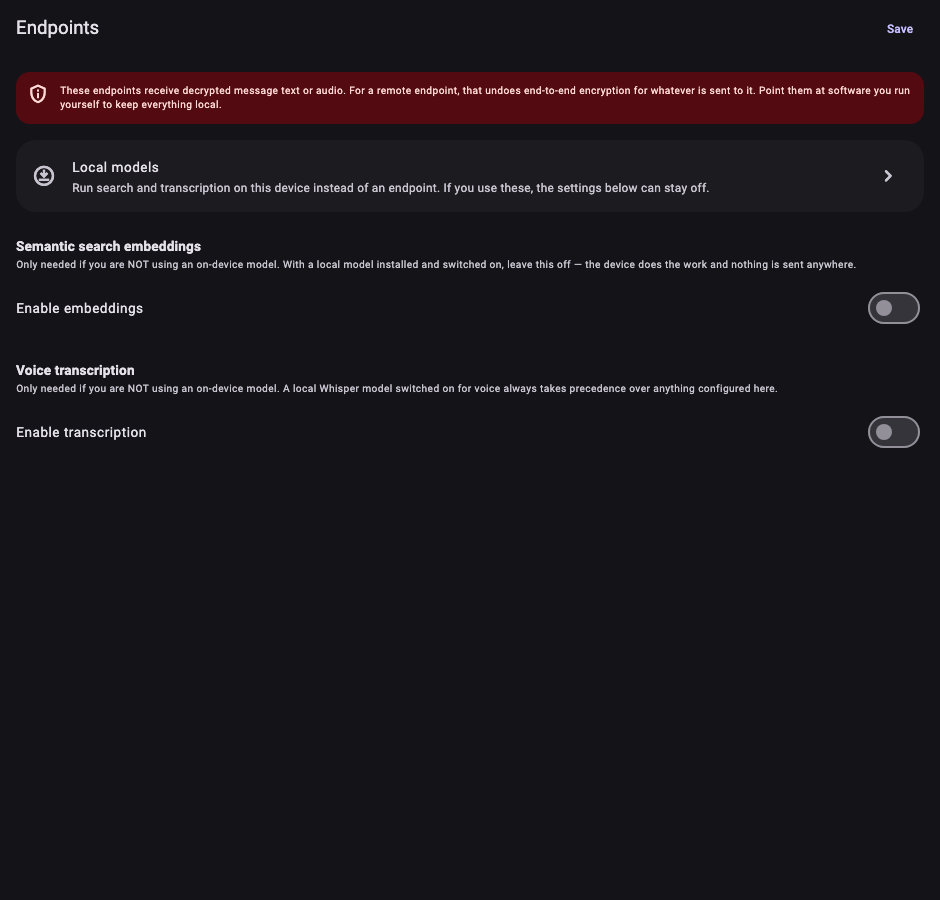 Endpoints
Save
These endpoints receive decrypted message text or audio. For a remote endpoint, that undoes end-to-end encryption for whatever is sent to it. Point them at software you run
yourself to keep everything local.
Local models
Run search and transcription on this device instead of an endpoint. If you use these, the settings below can stay off.
Semantic search embeddings
Only needed if you are NOT using an on-device model. With a local model installed and switched on, leave this off — the device does the work and nothing is sent anywhere.
Enable embeddings
Voice transcription
Only needed if you are NOT using an on-device model. A local Whisper model switched on for voice always takes precedence over anything configured here.
Enable transcription